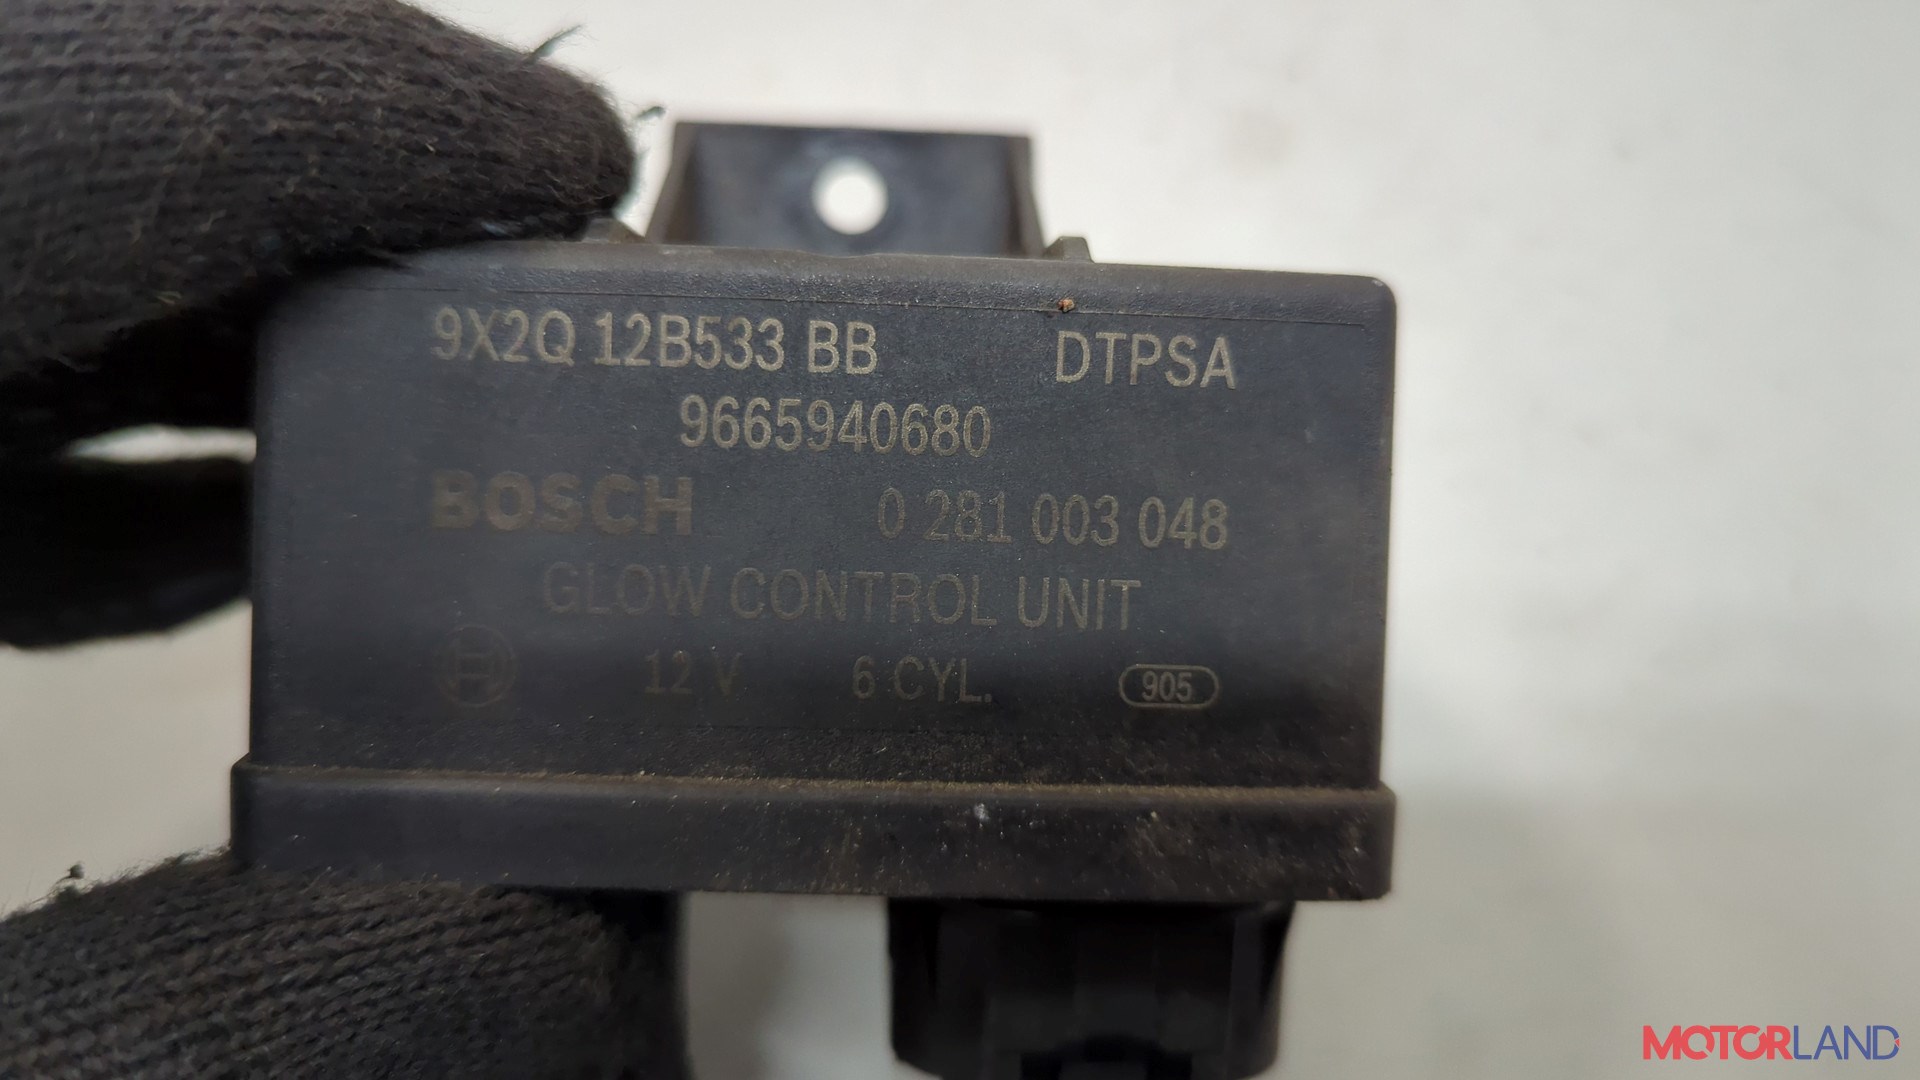 9X2Q 12B533 BB DTPSA
9665940680
BOSCH 0 281 003 048
GLOW CONTROL UNIT
12 V 6 CYL. 905
MOTORLAND